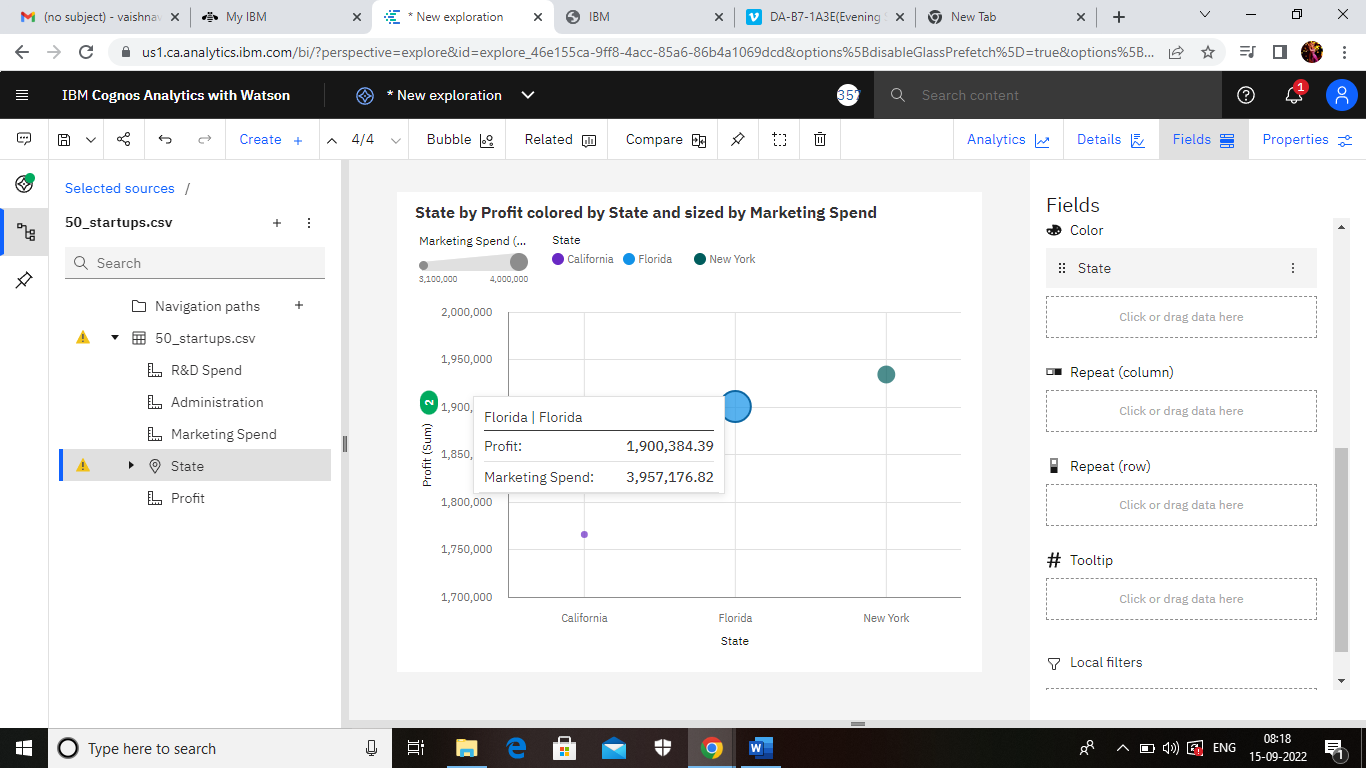 (no subject) - vaishnav
My IBM
* New exploration
IBM
DA-B7-1A3E(Evening S
New Tab
us1.ca.analytics.ibm.com/bi/?perspective=explore&id=explore_46e155ca-9ff8-4acc-85a6-86b4a1069dcd&options%5BdisableGlassPrefetch%5D=true&options%5B...
IBM Cognos Analytics with Watson
* New exploration
357
Search content
1
Create +
4/4
Bubble
Related
Compare
Analytics
Details
Fields
Properties
Selected sources /
50_startups.csv
Search
Navigation paths
50_startups.csv
R&D Spend
Administration
Marketing Spend
State
Profit
State by Profit colored by State and sized by Marketing Spend
Marketing Spend (...
3,100,000 4,000,000
State
California Florida New York
2,000,000
1,950,000
1,900,
1,850,
1,800,000
1,750,000
1,700,000
2
Profit (Sum)
Florida | Florida
Profit: 1,900,384.39
Marketing Spend: 3,957,176.82
California Florida New York
State
Fields
Color
State
Click or drag data here
Repeat (column)
Click or drag data here
Repeat (row)
Click or drag data here
Tooltip
Click or drag data here
Local filters
Type here to search
ENG
08:18
15-09-2022
1